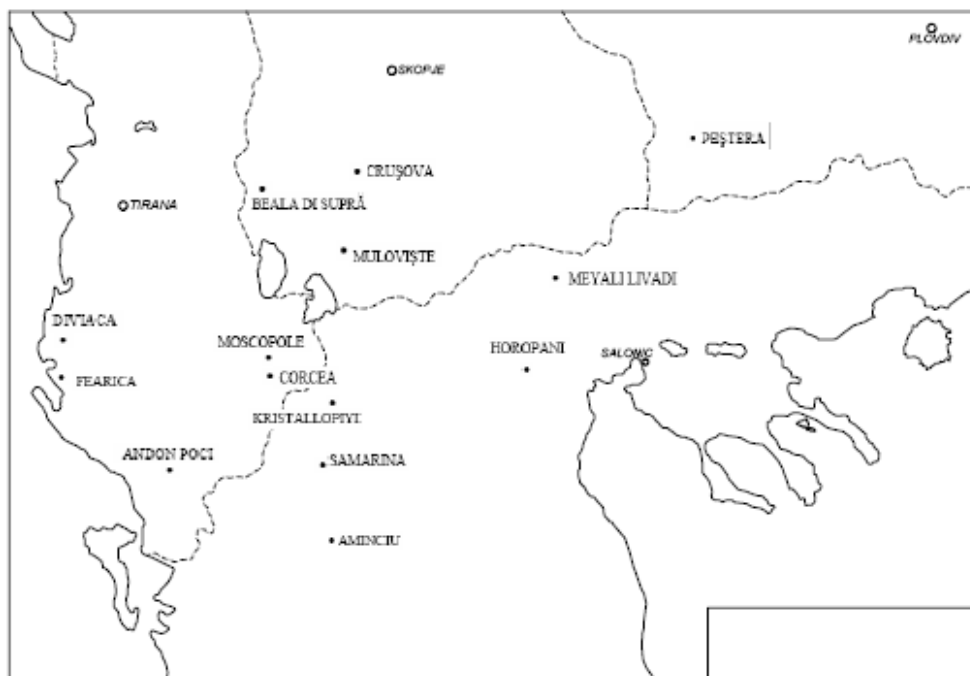 PLOVDIV
SKOPJE
PEŞTERA
CRUŞOVA
BEALA DI SUPRĂ
TIRANA
MULOVIŞTE
MEYALI LIVADI
DIVIACA
MOSCOPOLE
HOROPANI
SALONIC
FEARICA
CORCEA
KRISTALLOPIYI
ANDON POCI
SAMARINA
AMINCIU